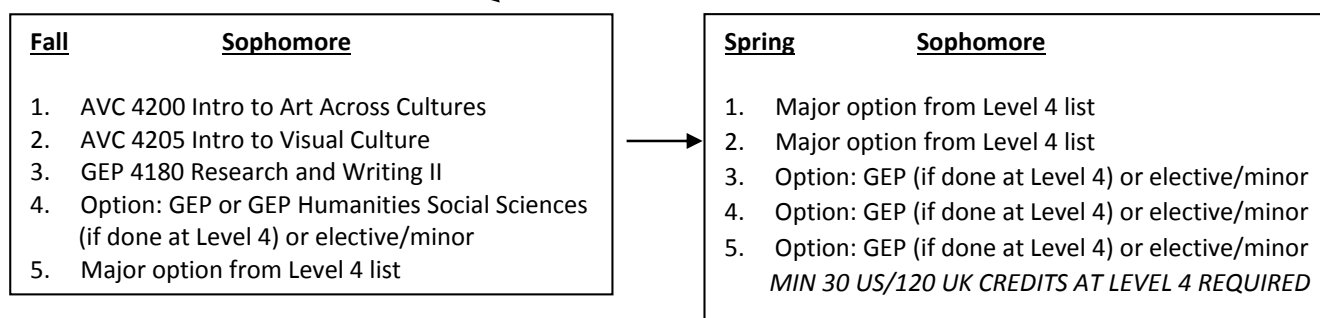 Fall Sophomore
1. AVC 4200 Intro to Art Across Cultures
2. AVC 4205 Intro to Visual Culture
3. GEP 4180 Research and Writing II
4. Option: GEP or GEP Humanities Social Sciences
(if done at Level 4) or elective/minor
5. Major option from Level 4 list
Spring Sophomore
1. Major option from Level 4 list
2. Major option from Level 4 list
3. Option: GEP (if done at Level 4) or elective/minor
4. Option: GEP (if done at Level 4) or elective/minor
5. Option: GEP (if done at Level 4) or elective/minor
MIN 30 US/120 UK CREDITS AT LEVEL 4 REQUIRED